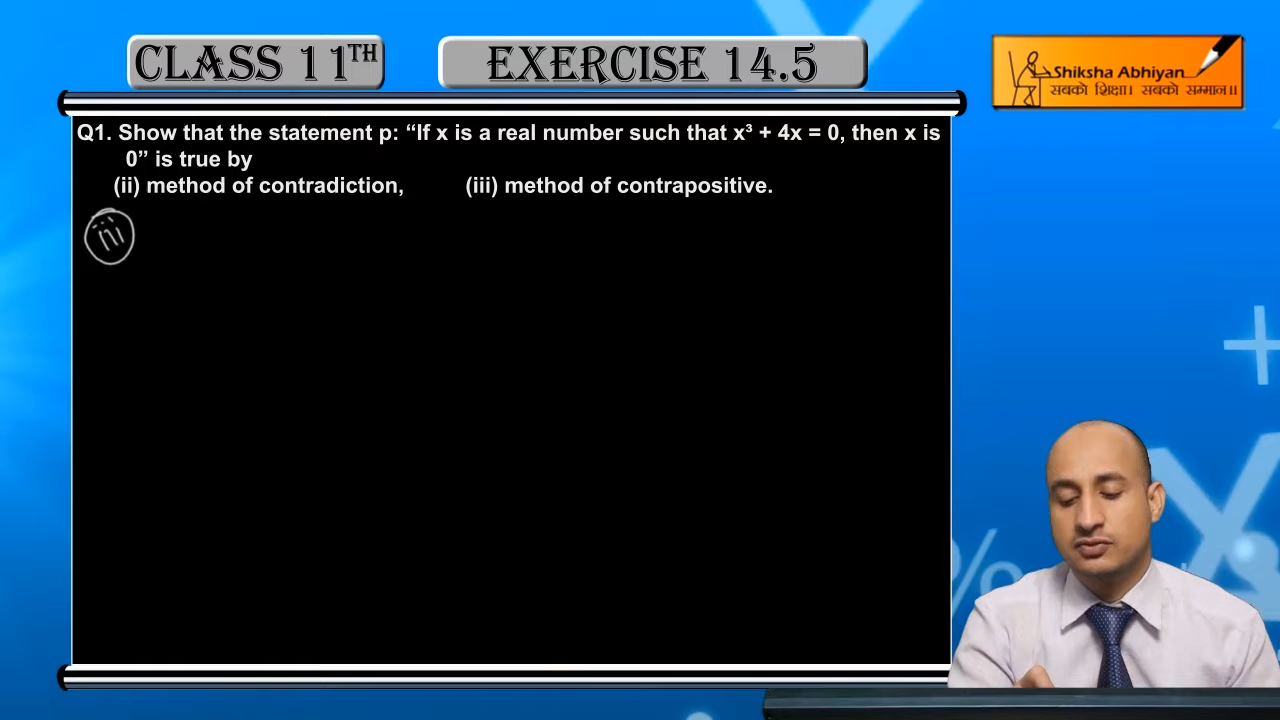 CLASS 11TH
EXERCISE 14.5
Shiksha Abhiyan
सबको शिक्षा। सबको सम्मान।।
Q1. Show that the statement p: “If x is a real number such that x³ + 4x = 0, then x is
0” is true by
(ii) method of contradiction, (iii) method of contrapositive.
iii